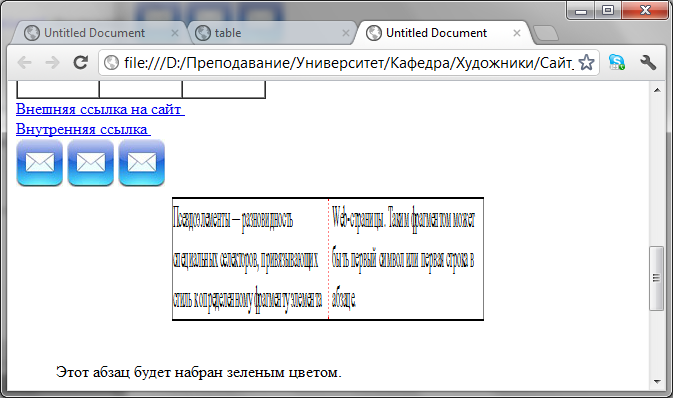 Untitled Document
table
Untitled Document
file:///D:/Преподавание/Университет/Кафедра/Художники/Сайт_
Внешняя ссылка на сайт
Внутренняя ссылка
Псевдоэлементы — разновидность
специальных селекторов, привязывающих
стиль к определенному фрагменту элемента
Web-страницы. Таким фрагментом может
быть первый символ или первая строка в
абзаце.
Этот абзац будет набран зеленым цветом.